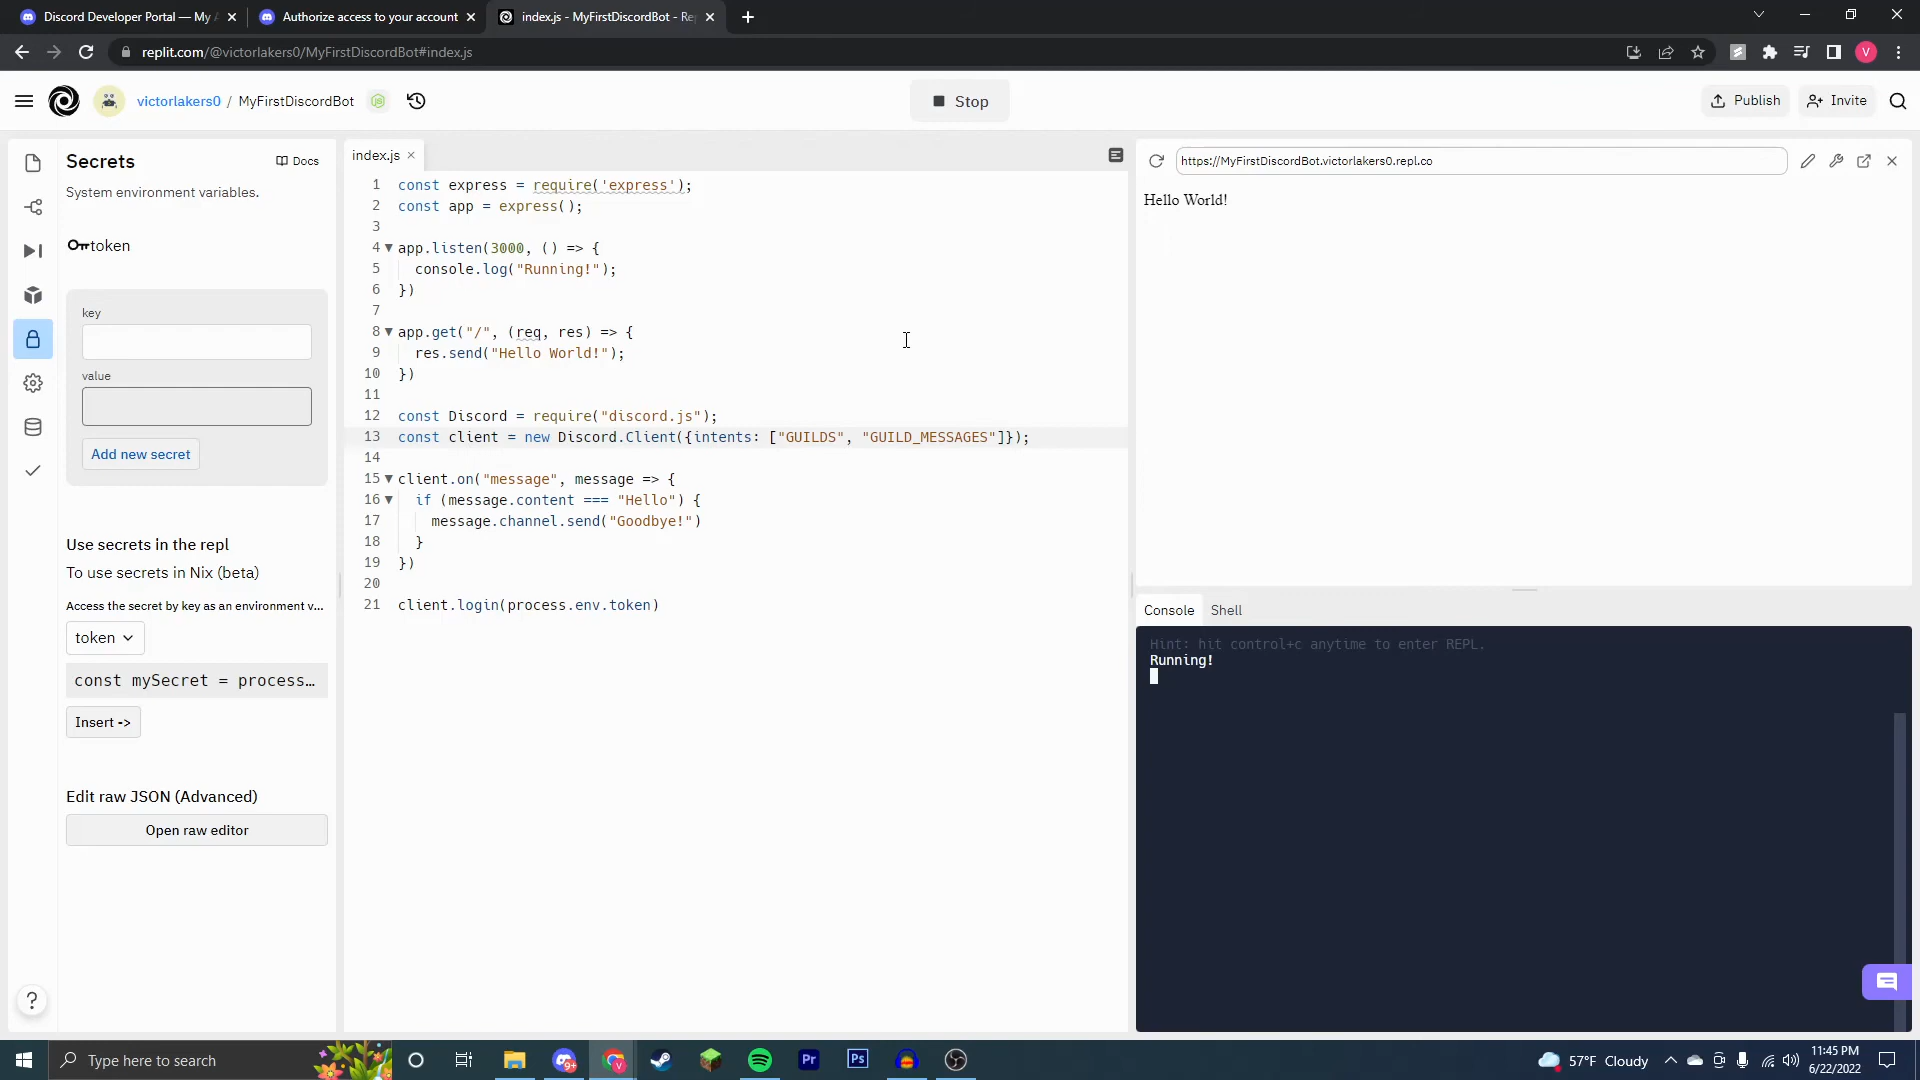 Discord Developer Portal — My A
Authorize access to your account
index.js - MyFirstDiscordBot - Rep
replit.com/@victorlakers0/MyFirstDiscordBot#index.js
V
victorlakers0 / MyFirstDiscordBot
Stop
Publish
Invite
Secrets
Docs
System environment variables.
token
key
value
Add new secret
Use secrets in the repl
To use secrets in Nix (beta)
Access the secret by key as an environment v...
token
const mySecret = process...
Insert ->
Edit raw JSON (Advanced)
Open raw editor
?
index.js
1 const express = require('express');
2 const app = express();
3
4 app.listen(3000, () => {
5 console.log("Running!");
6 })
7
8 app.get("/", (req, res) => {
9 res.send("Hello World!");
10 })
11
12 const Discord = require("discord.js");
13 const client = new Discord.Client({intents: ["GUILDS", "GUILD_MESSAGES"]});
14
15 client.on("message", message => {
16 if (message.content === "Hello") {
17 message.channel.send("Goodbye!")
18 }
19 })
20
21 client.login(process.env.token)
https://MyFirstDiscordBot.victorlakers0.repl.co
Hello World!
Console
Shell
Hint: hit control+c anytime to enter REPL.
Running!
Type here to search
9+
V
Pr
Ps
57°F Cloudy
11:45 PM
6/22/2022